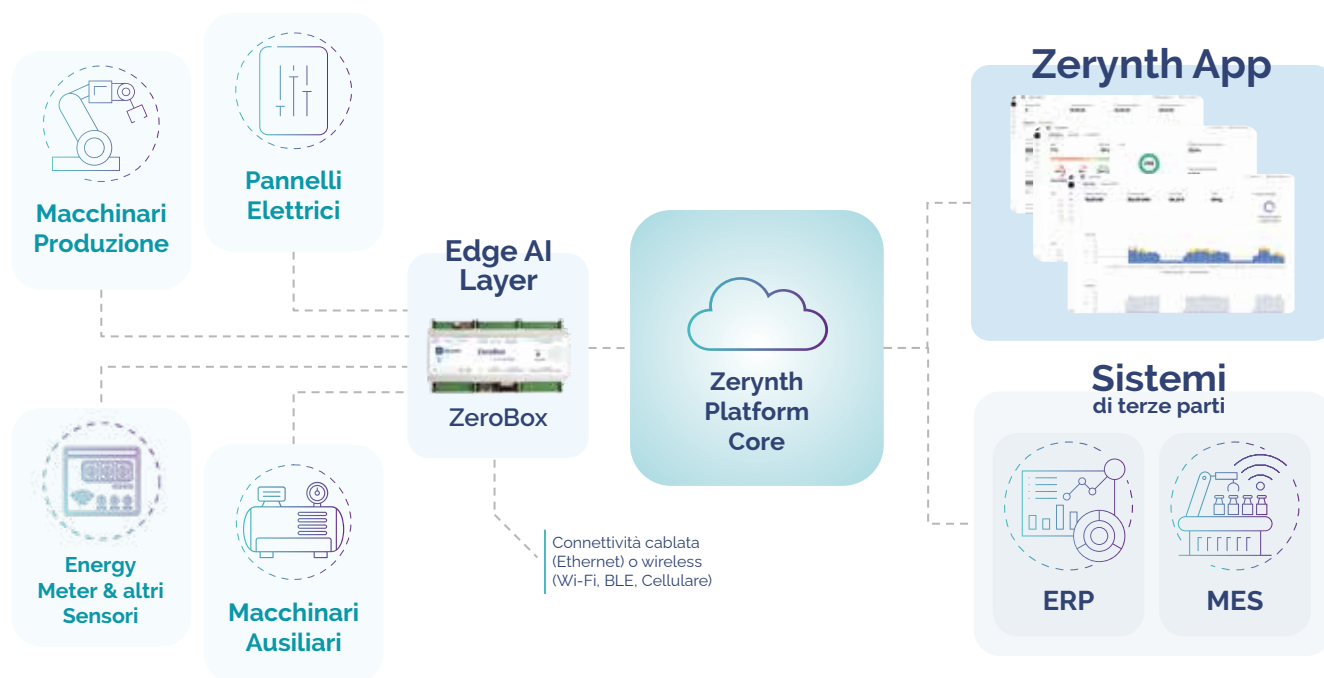 Macchinari
Produzione
Pannelli
Elettrici
Energy
Meter & altri
Sensori
Macchinari
Ausiliari
Edge AI
Layer
ZeroBox
ZeroBox
Connettività cablata
(Ethernet) o wireless
(Wi-Fi, BLE, Cellulare)
Zerynth
Platform
Core
Zerynth App
Sistemi
di terze parti
ERP
MES